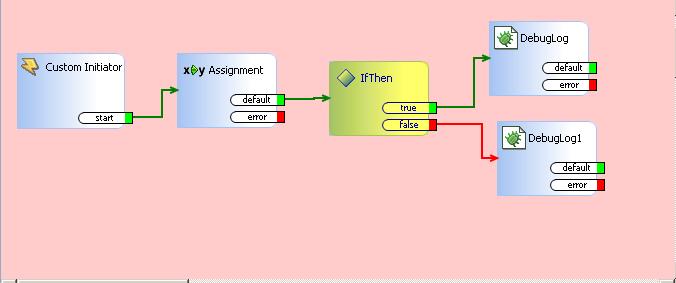 Custom Initiator
start
x y Assignment
default
error
IfThen
true
false
DebugLog
default
error
DebugLog1
default
error